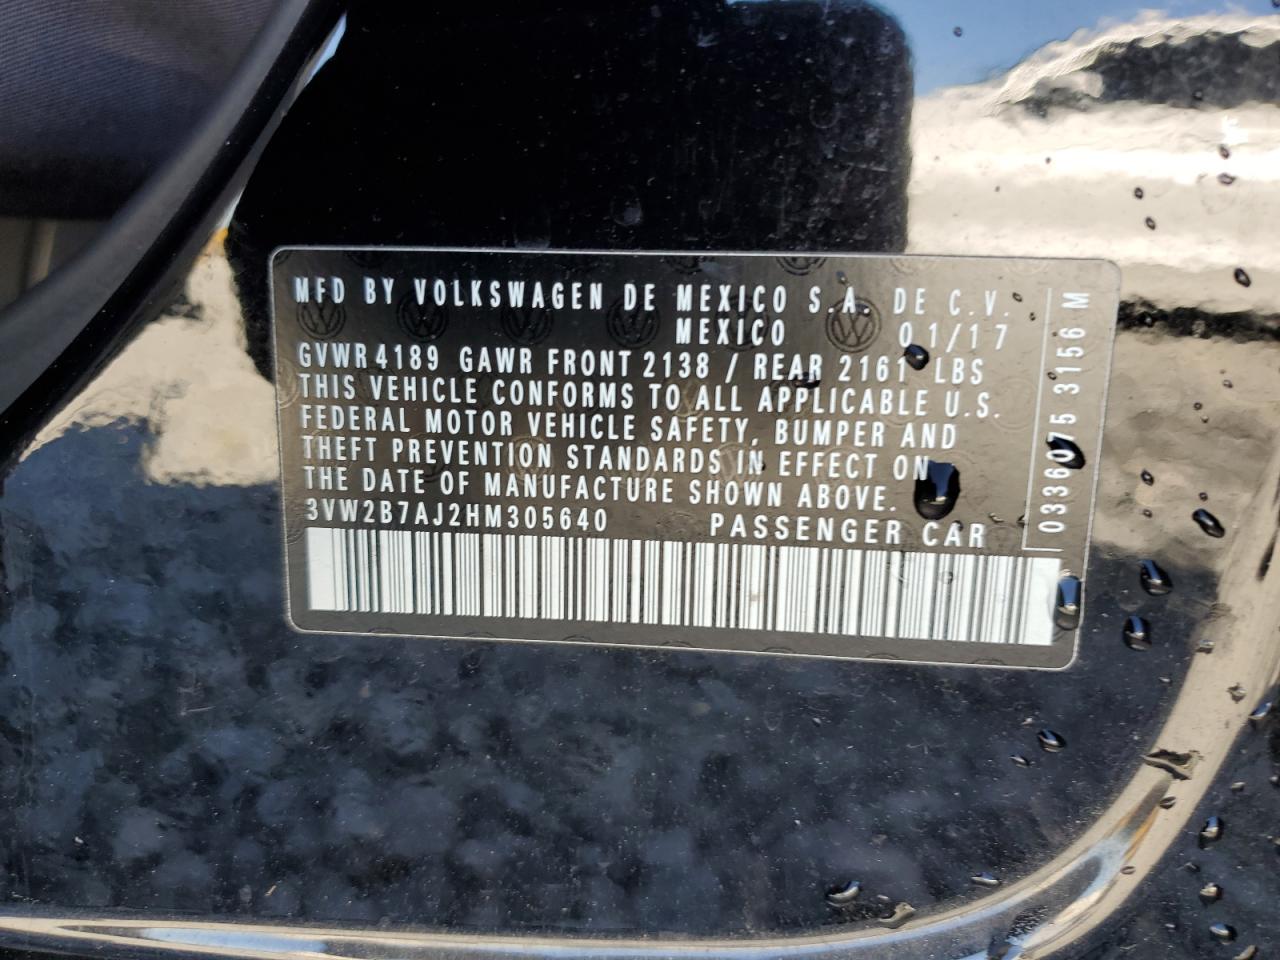 MFD BY VOLKSWAGEN DE MEXICO S.A. DE C.V.
MEXICO 01/17
GVWR 4189 GAWR FRONT 2138 / REAR 2161 LBS
THIS VEHICLE CONFORMS TO ALL APPLICABLE U.S.
FEDERAL MOTOR VEHICLE SAFETY, BUMPER AND
THEFT PREVENTION STANDARDS IN EFFECT ON
THE DATE OF MANUFACTURE SHOWN ABOVE.
3VW2B7AJ2HM305640 PASSENGER CAR
0336075 3156 M